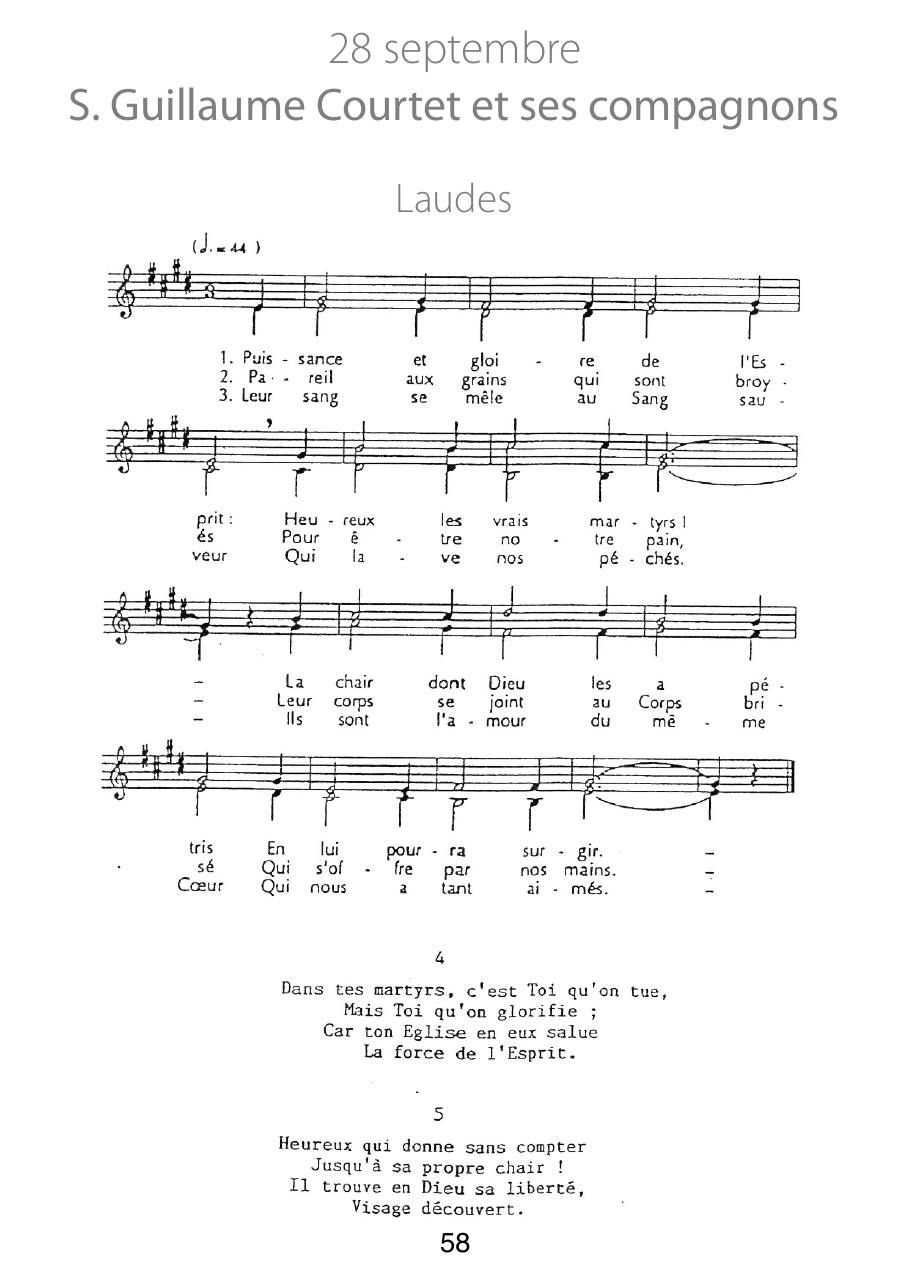 28 septembre
S. Guillaume Courtet et ses compagnons
Laudes
(𝅗𝅥. = 44 )
1. Puis - sance et gloi - re de l'Es -
2. Pa - reil aux grains qui sont broy -
3. Leur sang se mêle au Sang sau -
prit : Heu - reux les vrais mar - tyrs !
és Pour ê - tre no - tre pain,
veur Qui la - ve nos pé - chés.
– La chair dont Dieu les a pé -
– Leur corps se joint au Corps bri -
– Ils sont l'a - mour du mê - me
tris En lui pour - ra sur - gir. –
sé Qui s'of - fre par nos mains. –
Cœur Qui nous a tant ai - més. –
4
Dans tes martyrs, c'est Toi qu'on tue,
Mais Toi qu'on glorifie ;
Car ton Eglise en eux salue
La force de l'Esprit.
5
Heureux qui donne sans compter
Jusqu'à sa propre chair !
Il trouve en Dieu sa liberté,
Visage découvert.
58